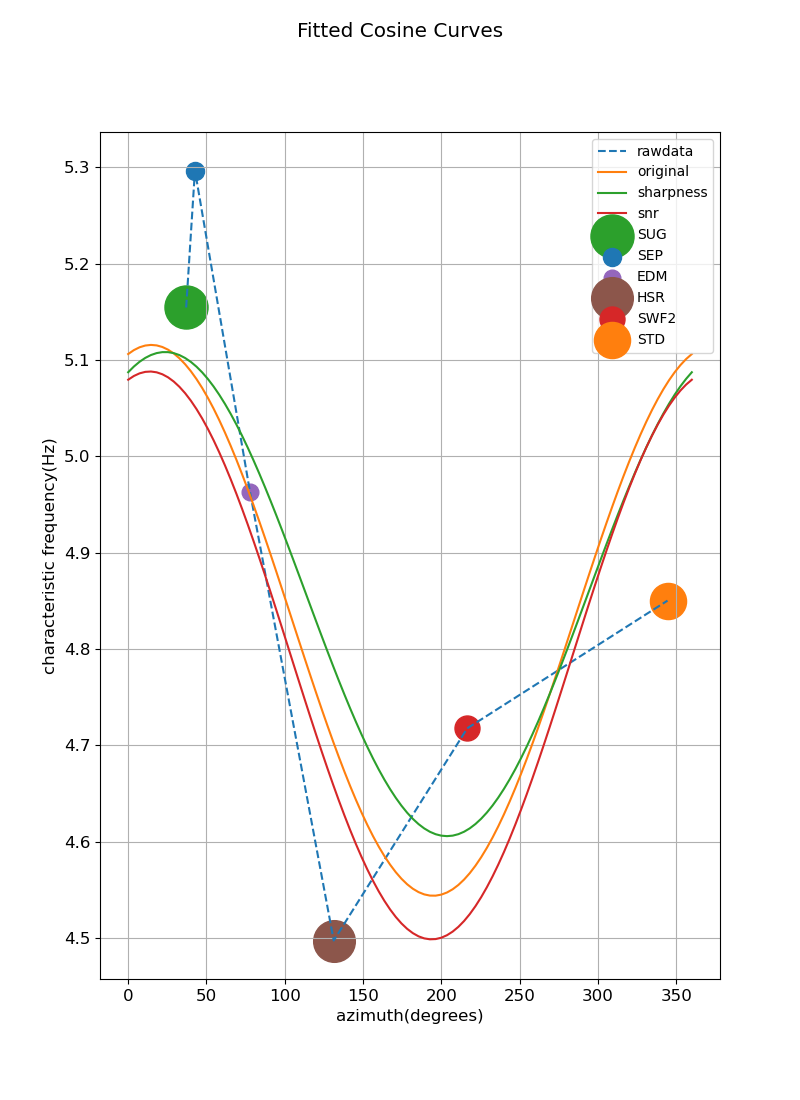 Fitted Cosine Curves
5.3
5.2
5.1
5.0
4.9
4.8
4.7
4.6
4.5
characteristic frequency(Hz)
rawdata
original
sharpness
snr
SUG
SEP
EDM
HSR
SWF2
STD
0 50 100 150 200 250 300 350
azimuth(degrees)